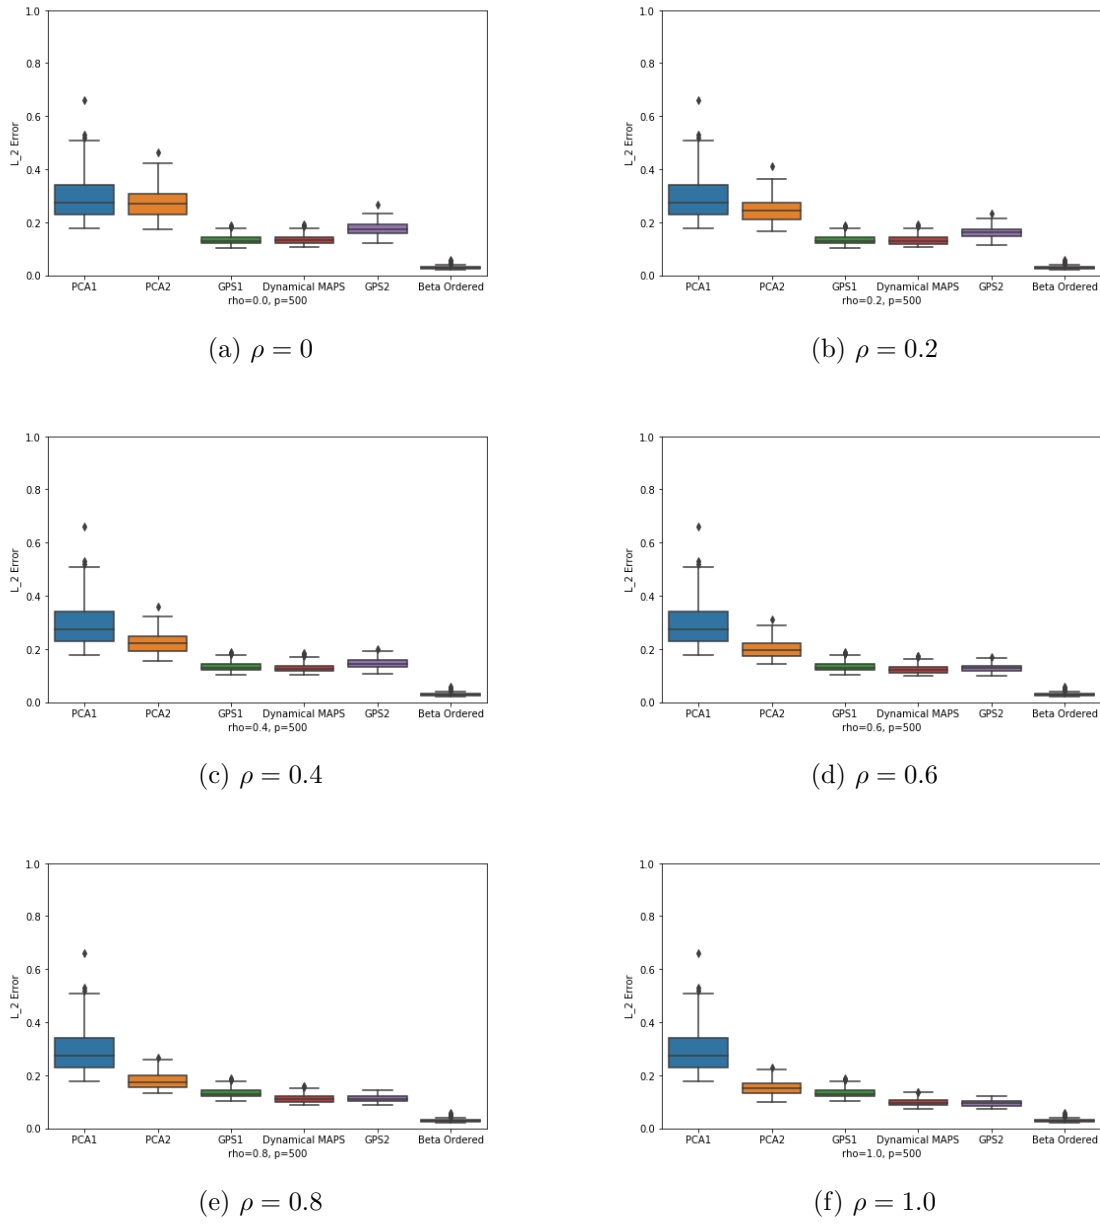 1.0
0.8
0.6
0.4
0.2
0.0
L_2 Error
PCA1 PCA2 GPS1 Dynamical MAPS GPS2 Beta Ordered
rho=0.0, p=500
(a) ρ = 0
1.0
0.8
0.6
0.4
0.2
0.0
L_2 Error
PCA1 PCA2 GPS1 Dynamical MAPS GPS2 Beta Ordered
rho=0.2, p=500
(b) ρ = 0.2
1.0
0.8
0.6
0.4
0.2
0.0
L_2 Error
PCA1 PCA2 GPS1 Dynamical MAPS GPS2 Beta Ordered
rho=0.4, p=500
(c) ρ = 0.4
1.0
0.8
0.6
0.4
0.2
0.0
L_2 Error
PCA1 PCA2 GPS1 Dynamical MAPS GPS2 Beta Ordered
rho=0.6, p=500
(d) ρ = 0.6
1.0
0.8
0.6
0.4
0.2
0.0
L_2 Error
PCA1 PCA2 GPS1 Dynamical MAPS GPS2 Beta Ordered
rho=0.8, p=500
(e) ρ = 0.8
1.0
0.8
0.6
0.4
0.2
0.0
L_2 Error
PCA1 PCA2 GPS1 Dynamical MAPS GPS2 Beta Ordered
rho=1.0, p=500
(f) ρ = 1.0